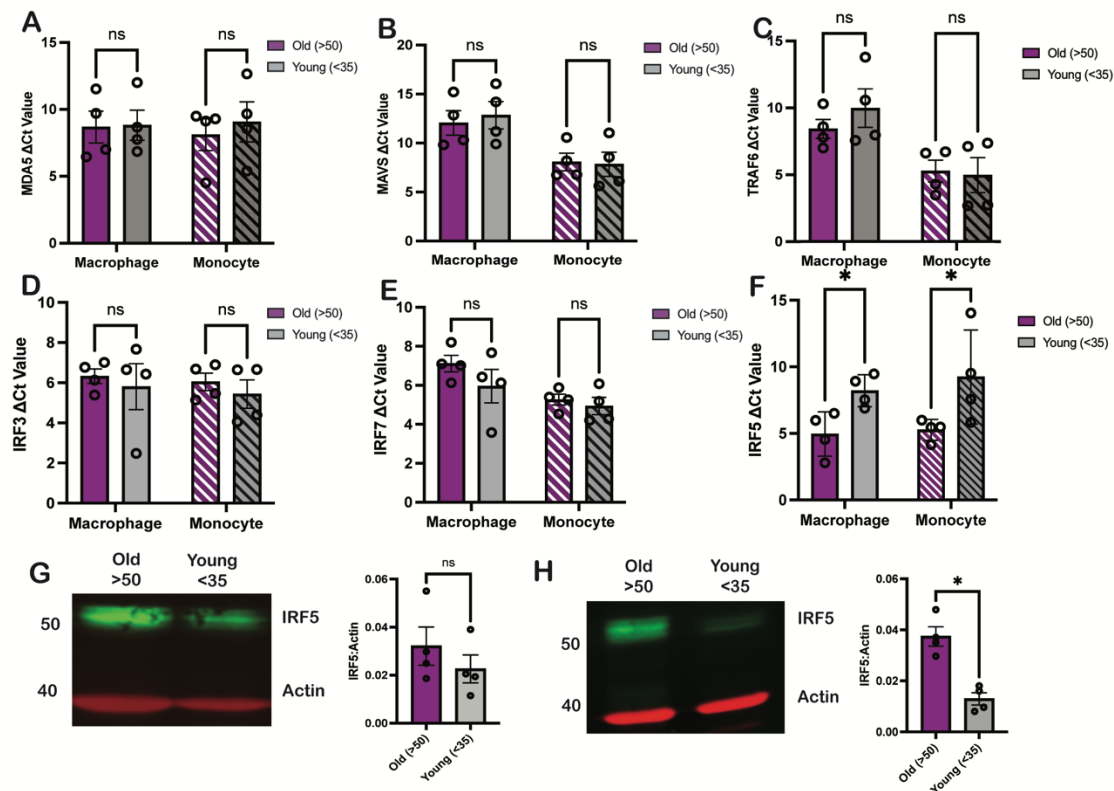 A
ns
ns
Old (>50)
Young (<35)
MDA5 ΔCt Value
15
10
5
0
Macrophage
Monocyte
B
ns
ns
Old (>50)
Young (<35)
MAVS ΔCt Value
20
15
10
5
0
Macrophage
Monocyte
C
ns
ns
Old (>50)
Young (<35)
TRAF6 ΔCt Value
15
10
5
0
Macrophage
Monocyte
D
ns
ns
Old (>50)
Young (<35)
IRF3 ΔCt Value
10
8
6
4
2
0
Macrophage
Monocyte
E
ns
ns
Old (>50)
Young (<35)
IRF7 ΔCt Value
10
8
6
4
2
0
Macrophage
Monocyte
F
*
*
Old (>50)
Young (<35)
IRF5 ΔCt Value
15
10
5
0
Macrophage
Monocyte
G
Old
>50
Young
<35
50
IRF5
40
Actin
ns
IRF5:Actin
0.06
0.04
0.02
0.00
Old (>50)
Young (<35)
H
Old
>50
Young
<35
50
IRF5
40
Actin
*
IRF5:Actin
0.06
0.04
0.02
0.00
Old (>50)
Young (<35)